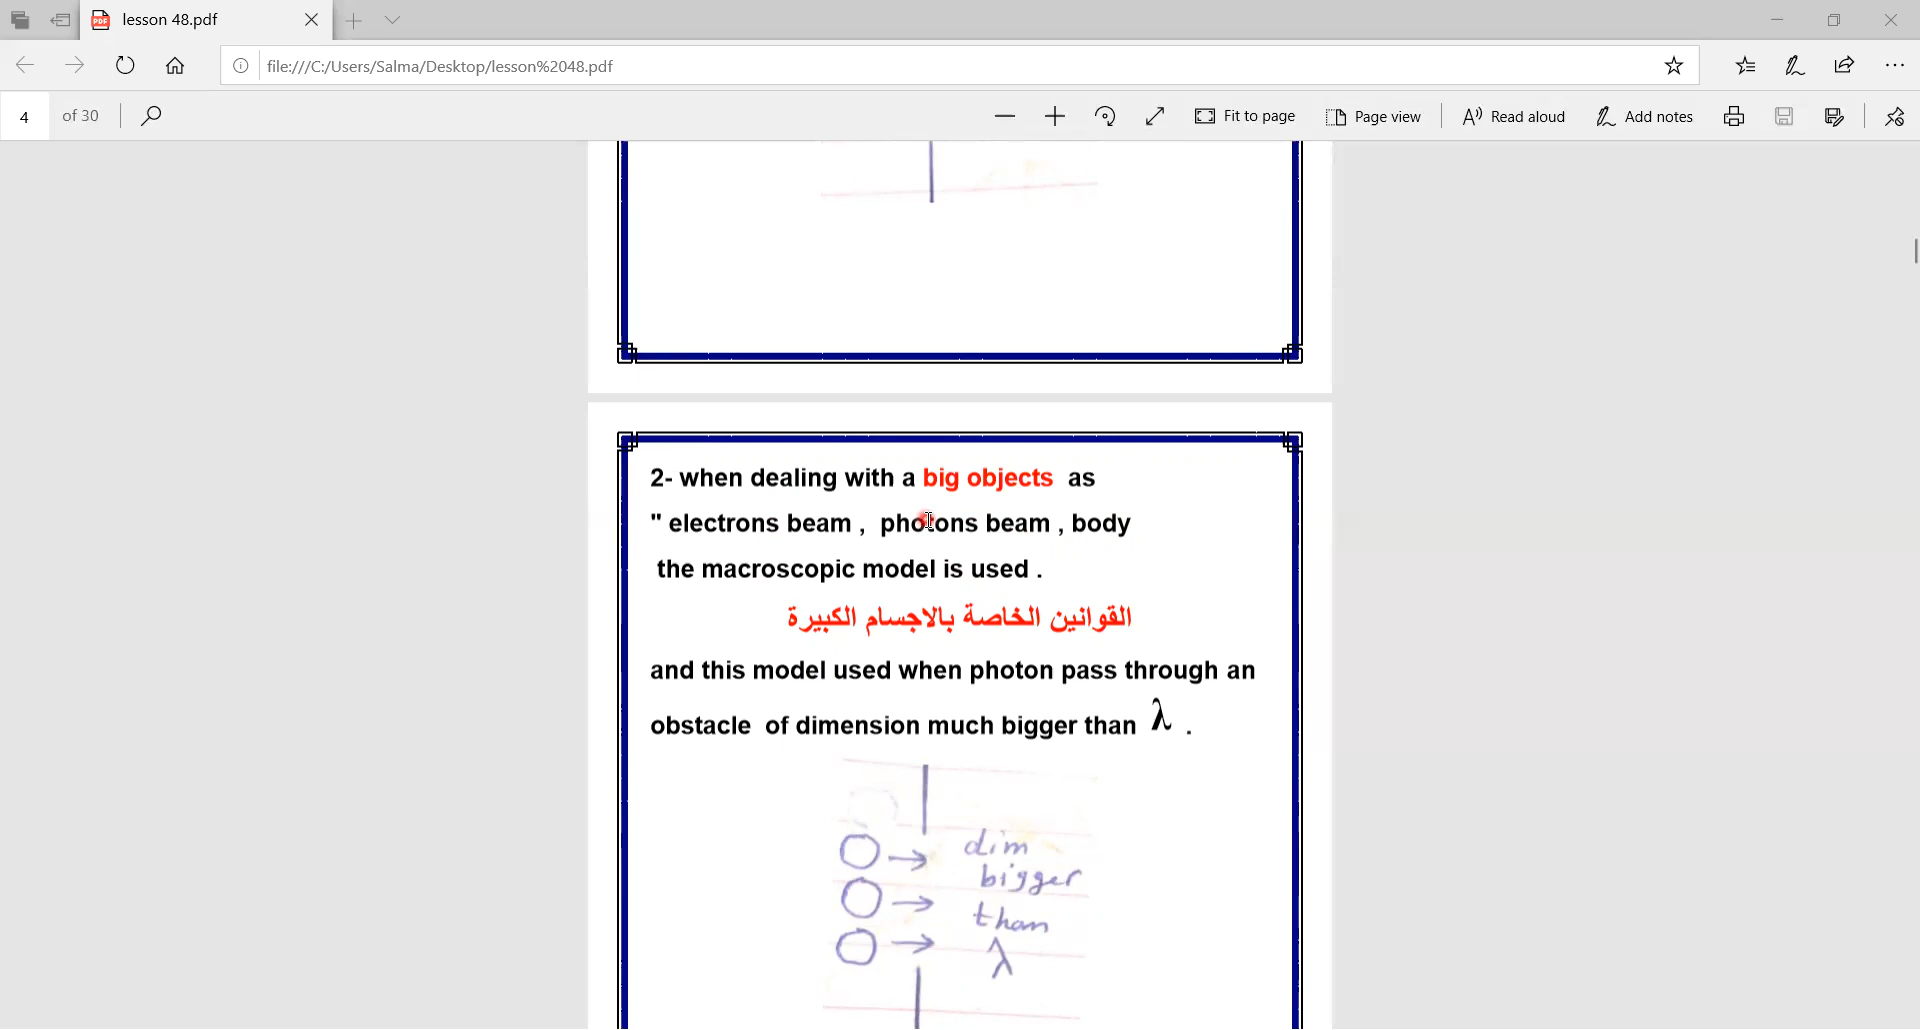 lesson 48.pdf
file:///C:/Users/Salma/Desktop/lesson%2048.pdf
4 of 30
Fit to page
Page view
Read aloud
Add notes
2- when dealing with a big objects as
" electrons beam , photons beam , body
the macroscopic model is used .
القوانين الخاصة بالاجسام الكبيرة
and this model used when photon pass through an
obstacle of dimension much bigger than λ .
dim
bigger
than
λ